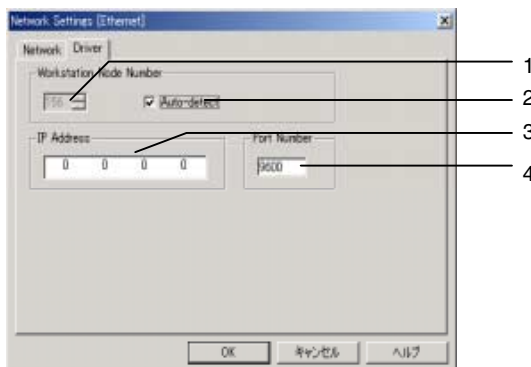 Network Settings [Ethernet]
Network Driver
Workstation Node Number
Auto-detect
IP Address
0 0 0 0
Port Number
9600
OK
キャンセル
ヘルプ
1
2
3
4